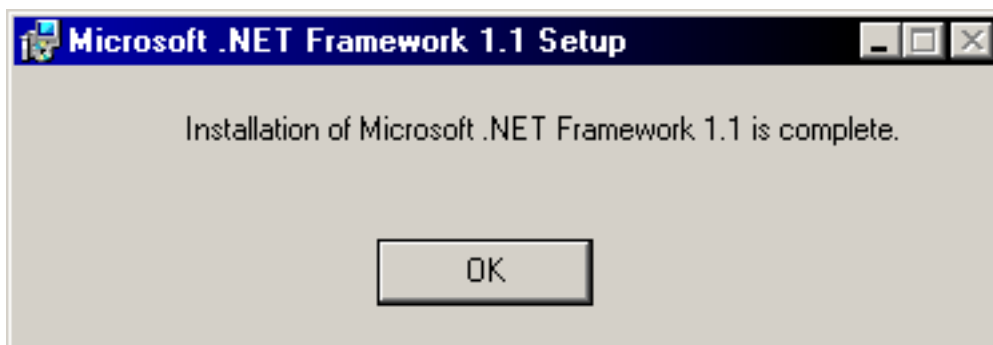 Microsoft .NET Framework 1.1 Setup
Installation of Microsoft .NET Framework 1.1 is complete.
OK